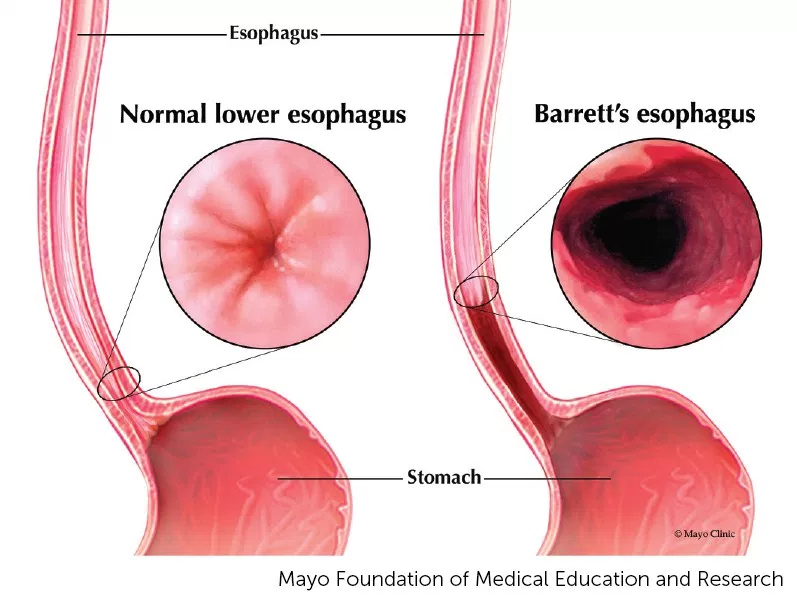 Esophagus
Normal lower esophagus
Barrett’s esophagus
Stomach
© Mayo Clinic
Mayo Foundation of Medical Education and Research